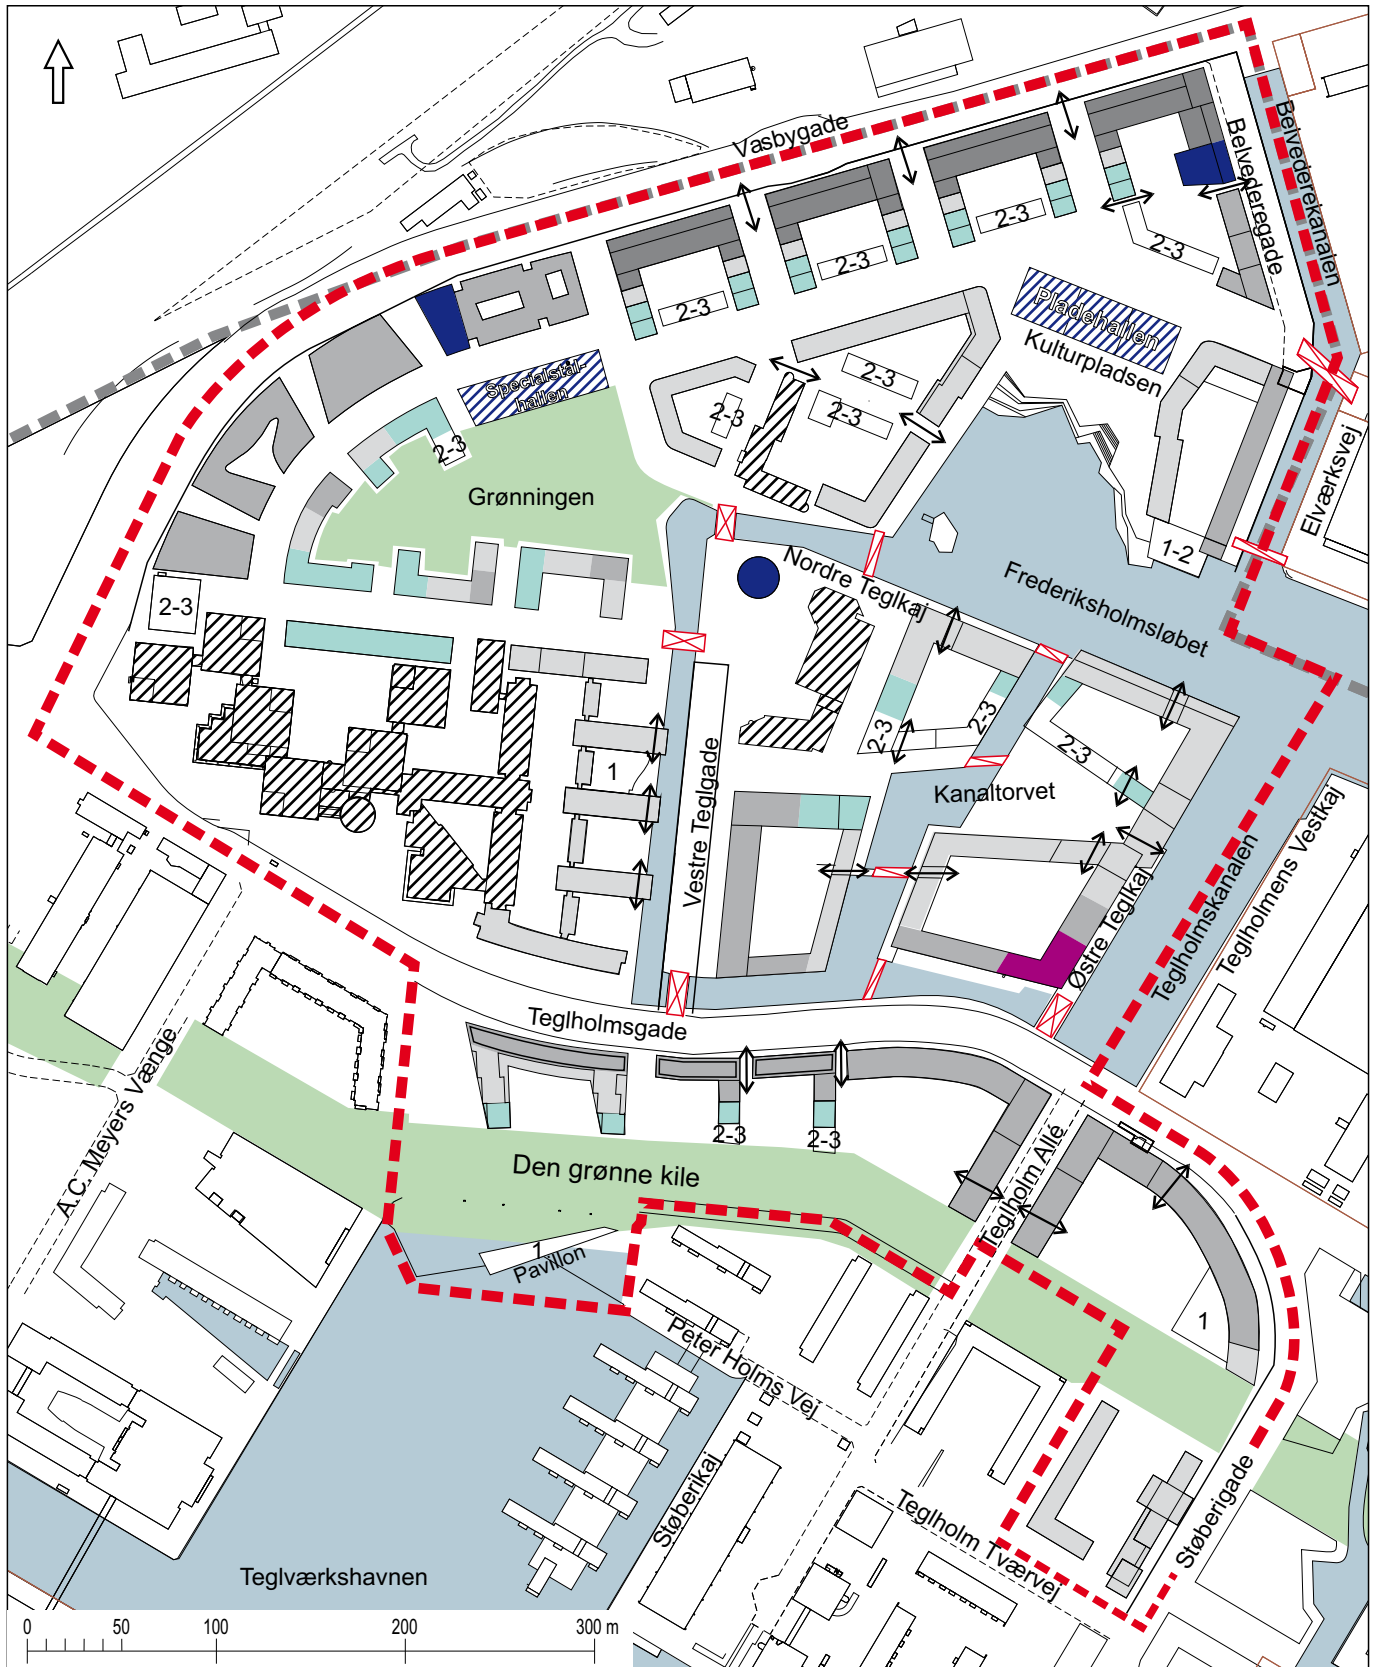 Vasbygade
Belvederegade
Belvederekanalen
2-3
2-3
2-3
2-3
Pladehallen
Kulturpladsen
Specialstål-
hallen
2-3
2-3
2-3
2-3
Grønningen
Elværksvej
1-2
Nordre Teglkaj
Frederiksholmsløbet
2-3
2-3
2-3
2-3
1
Kanaltorvet
Vestre Teglgade
Østre Teglkaj
Teglholmskanalen
Teglholmens Vestkaj
Teglholmsgade
A.C. Meyers Vænge
2-3
2-3
Den grønne kile
Teglholm Allé
1
Pavillon
1
Peter Holms Vej
Støberikaj
Teglholm Tværvej
Støberigade
Teglværkshavnen
0 50 100 200 300 m